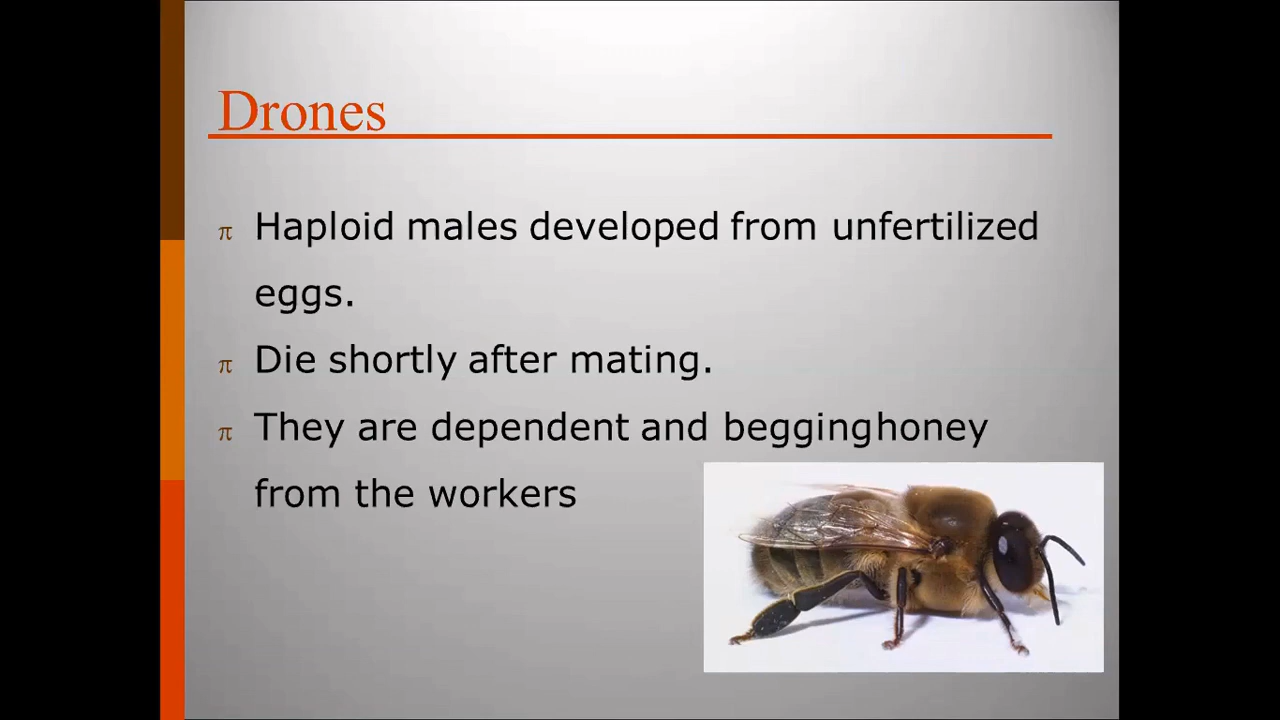 Drones
π Haploid males developed from unfertilized
eggs.
π Die shortly after mating.
π They are dependent and begginghoney
from the workers